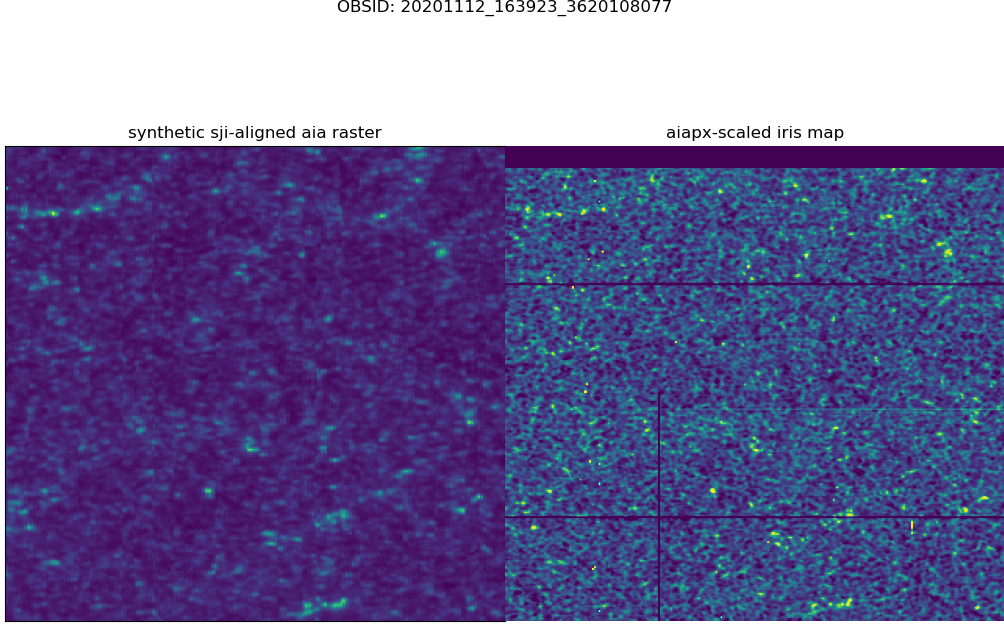 OBSID: 20201112_163923_3620108077
synthetic sji-aligned aia raster
aiapx-scaled iris map